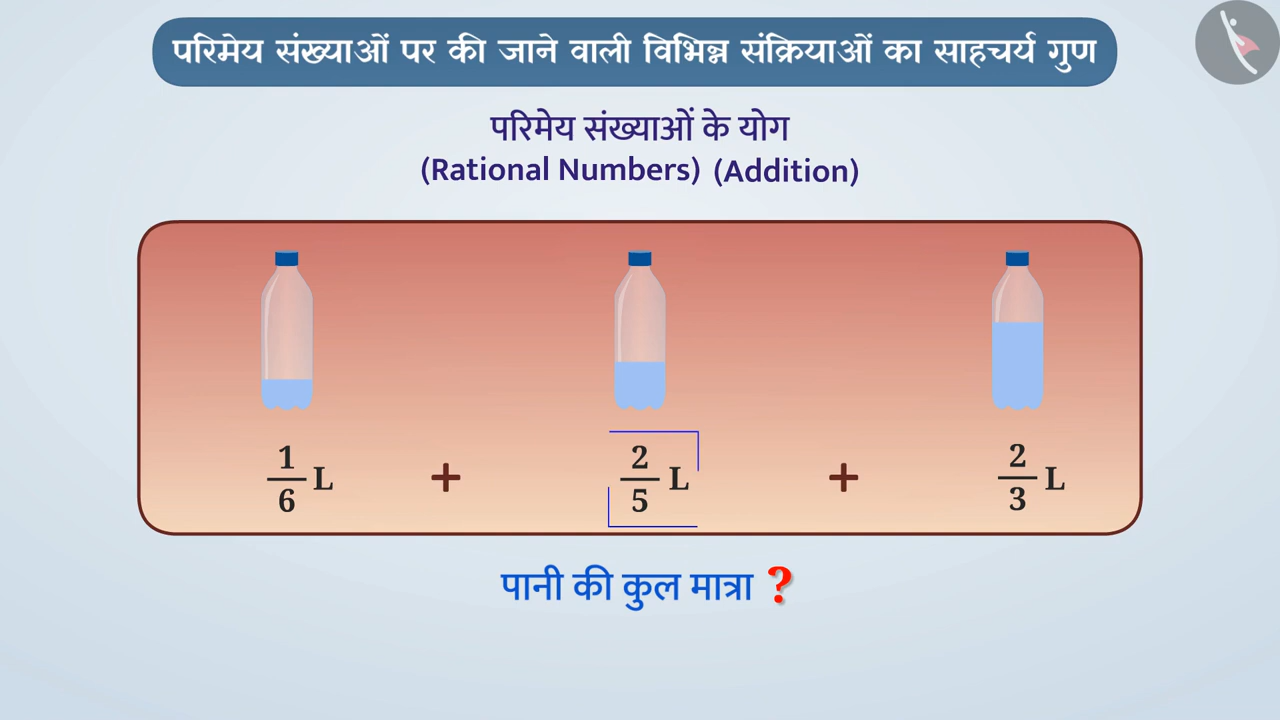 परिमेय संख्याओं पर की जाने वाली विभिन्न संक्रियाओं का साहचर्य गुण
परिमेय संख्याओं के योग
(Rational Numbers) (Addition)
1/6 L + 2/5 L + 2/3 L
पानी की कुल मात्रा ?